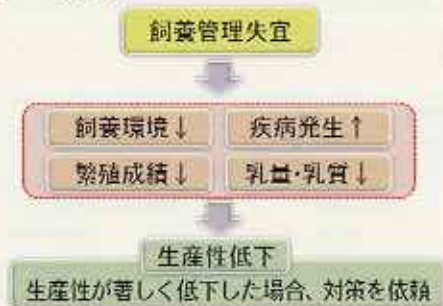 飼養管理失宜
飼養環境↓ 疾病発生↑
繁殖成績↓ 乳量・乳質↓
生産性低下
生産性が著しく低下した場合、対策を依頼